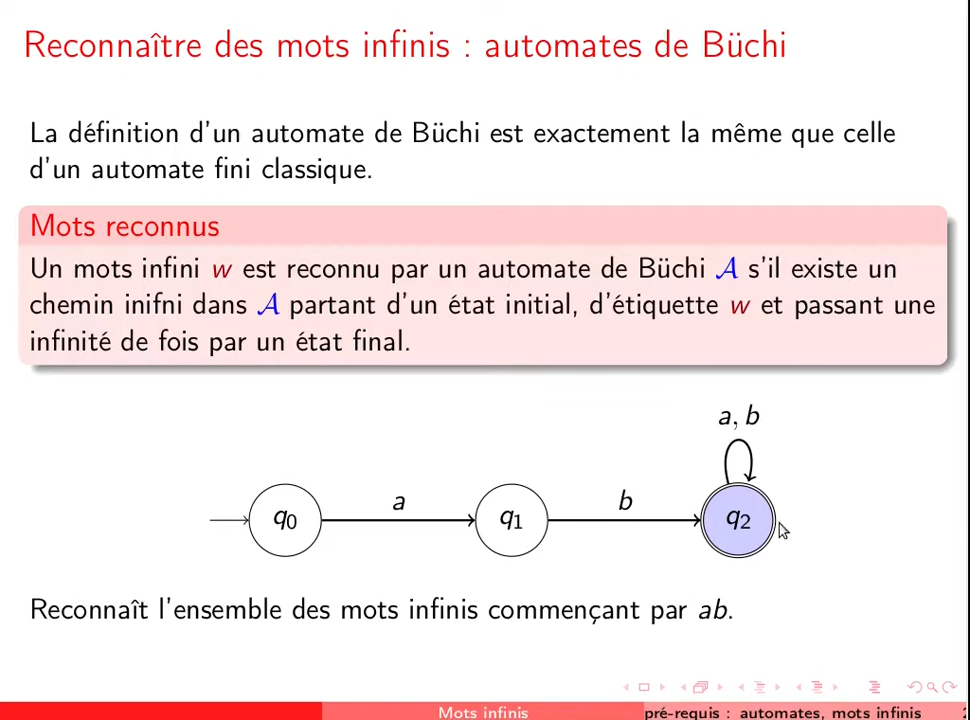 Reconnaître des mots infinis : automates de Büchi
La définition d'un automate de Büchi est exactement la même que celle
d'un automate fini classique.
Mots reconnus
Un mots infini w est reconnu par un automate de Büchi 𝒜 s'il existe un
chemin inifni dans 𝒜 partant d'un état initial, d'étiquette w et passant une
infinité de fois par un état final.
a, b
a
b
q0
q1
q2
Reconnaît l'ensemble des mots infinis commençant par ab.
Mots infinis
pré-requis : automates, mots infinis